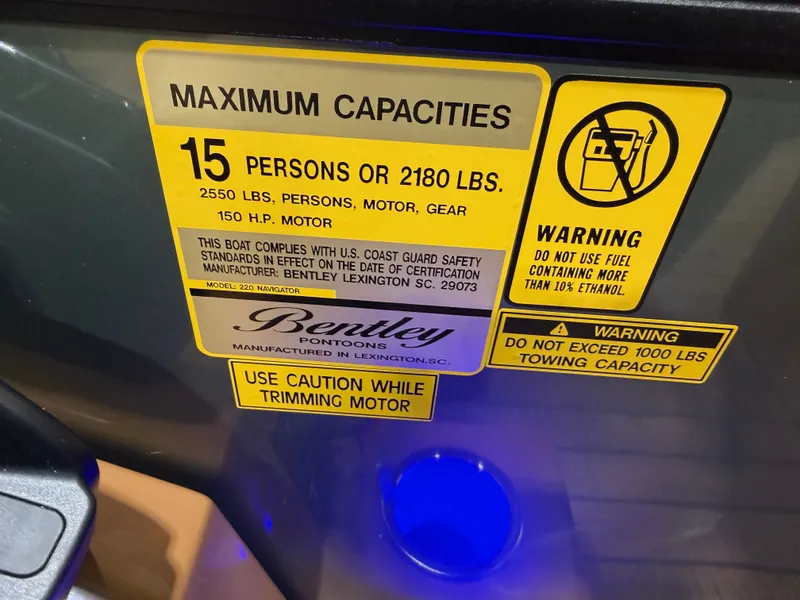 MAXIMUM CAPACITIES
15 PERSONS OR 2180 LBS.
2550 LBS, PERSONS, MOTOR, GEAR
150 H.P. MOTOR
THIS BOAT COMPLIES WITH U.S. COAST GUARD SAFETY
STANDARDS IN EFFECT ON THE DATE OF CERTIFICATION
MANUFACTURER: BENTLEY LEXINGTON SC. 29073
MODEL: 220 NAVIGATOR
Bentley
PONTOONS
MANUFACTURED IN LEXINGTON,SC.
USE CAUTION WHILE
TRIMMING MOTOR
WARNING
DO NOT USE FUEL
CONTAINING MORE
THAN 10% ETHANOL.
WARNING
DO NOT EXCEED 1000 LBS
TOWING CAPACITY